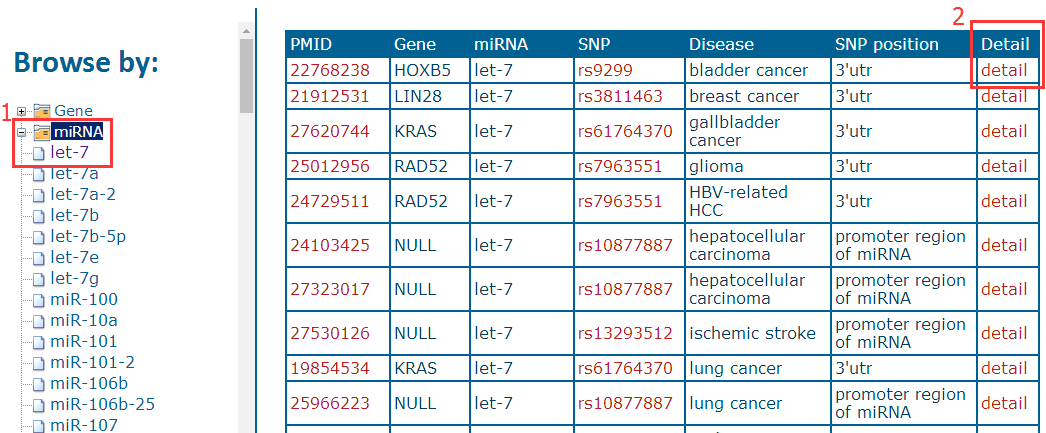 2
Browse by:
1
Gene
miRNA
let-7
let-7a
let-7a-2
let-7b
let-7b-5p
let-7e
let-7g
miR-100
miR-10a
miR-101
miR-101-2
miR-106b
miR-106b-25
miR-107
PMID Gene miRNA SNP Disease SNP position Detail
22768238 HOXB5 let-7 rs9299 bladder cancer 3'utr detail
21912531 LIN28 let-7 rs3811463 breast cancer 3'utr detail
27620744 KRAS let-7 rs61764370 gallbladder cancer 3'utr detail
25012956 RAD52 let-7 rs7963551 glioma 3'utr detail
24729511 RAD52 let-7 rs7963551 HBV-related HCC 3'utr detail
24103425 NULL let-7 rs10877887 hepatocellular carcinoma promoter region of miRNA detail
27323017 NULL let-7 rs10877887 hepatocellular carcinoma promoter region of miRNA detail
27530126 NULL let-7 rs13293512 ischemic stroke promoter region of miRNA detail
19854534 KRAS let-7 rs61764370 lung cancer 3'utr detail
25966223 NULL let-7 rs10877887 lung cancer promoter region of miRNA detail